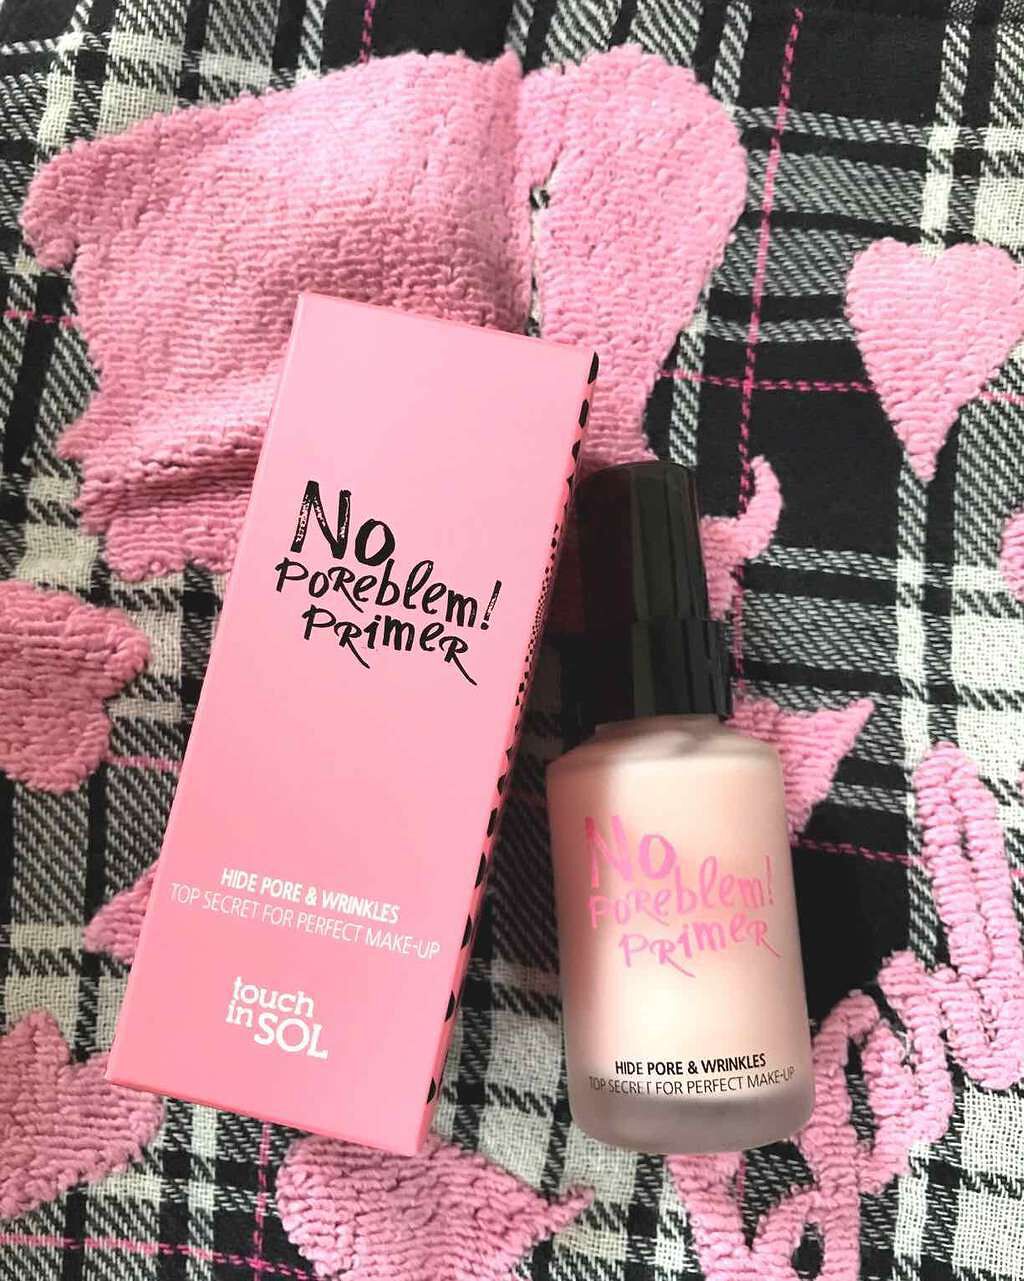 No
Poreblem!
Primer
HIDE PORE & WRINKLES
TOP SECRET FOR PERFECT MAKE-UP
touch
in SOL
No
Poreblem!
Primer
HIDE PORE & WRINKLES
TOP SECRET FOR PERFECT MAKE-UP